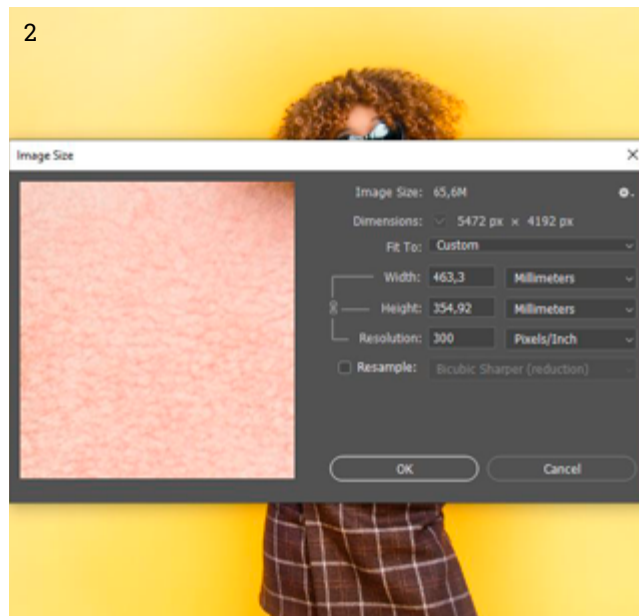 2
Image Size
Image Size: 65,6M
Dimensions: 5472 px × 4192 px
Fit To: Custom
Width: 463,3 Millimeters
Height: 354,92 Millimeters
Resolution: 300 Pixels/Inch
Resample: Bicubic Sharper (reduction)
OK Cancel